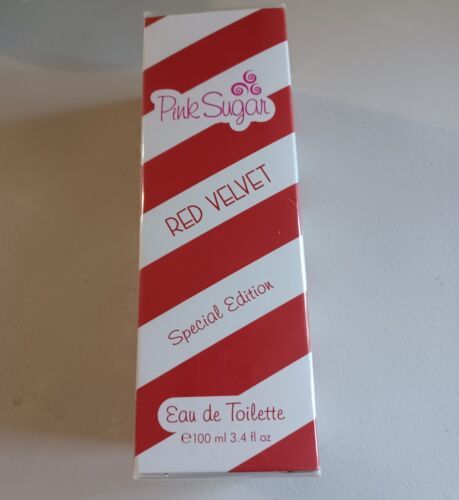 Pink Sugar
RED VELVET
Special Edition
Eau de Toilette
℮100 ml 3.4 fl oz